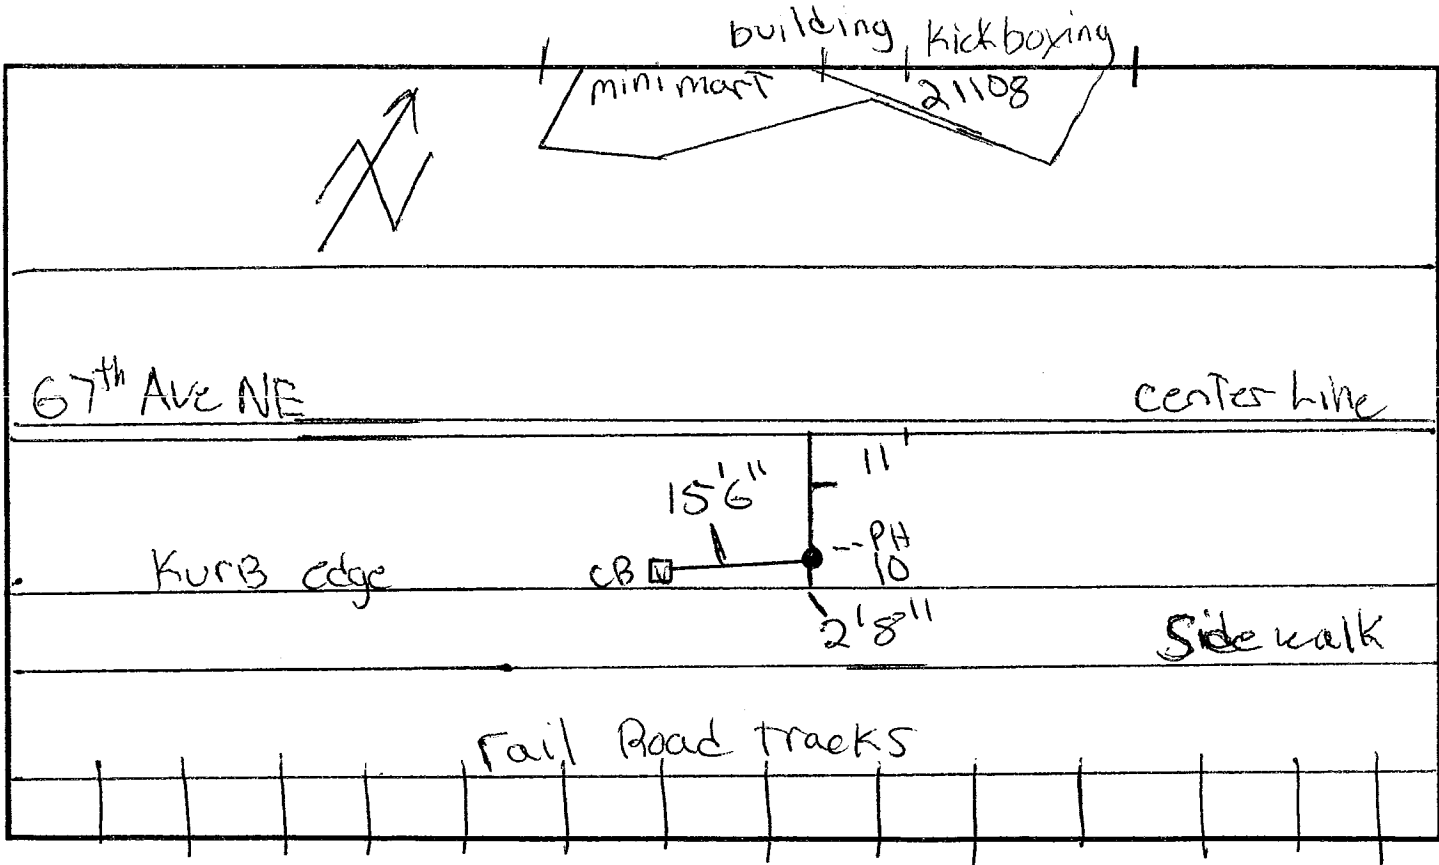 building kickboxing
mini mart 21108
N
67th Ave NE
center Line
11'
15'6"
--PH
10
KurB edge
CB
2'8"
Sidewalk
rail Road tracks